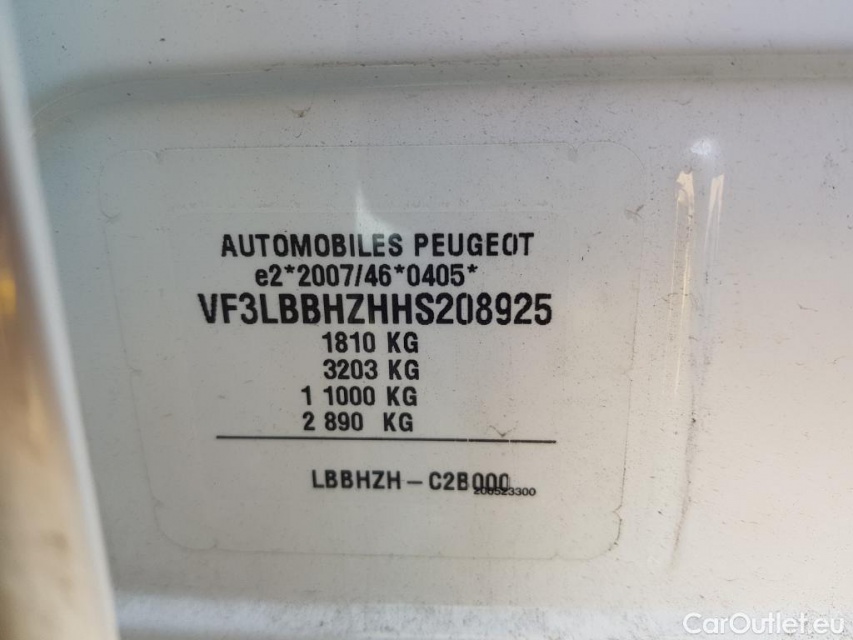 AUTOMOBILES PEUGEOT
e2*2007/46*0405*
VF3LBBHZHHS208925
1810 KG
3203 KG
1 1000 KG
2 890 KG
LBBHZH - C2B000
200523300
CarOutlet.eu